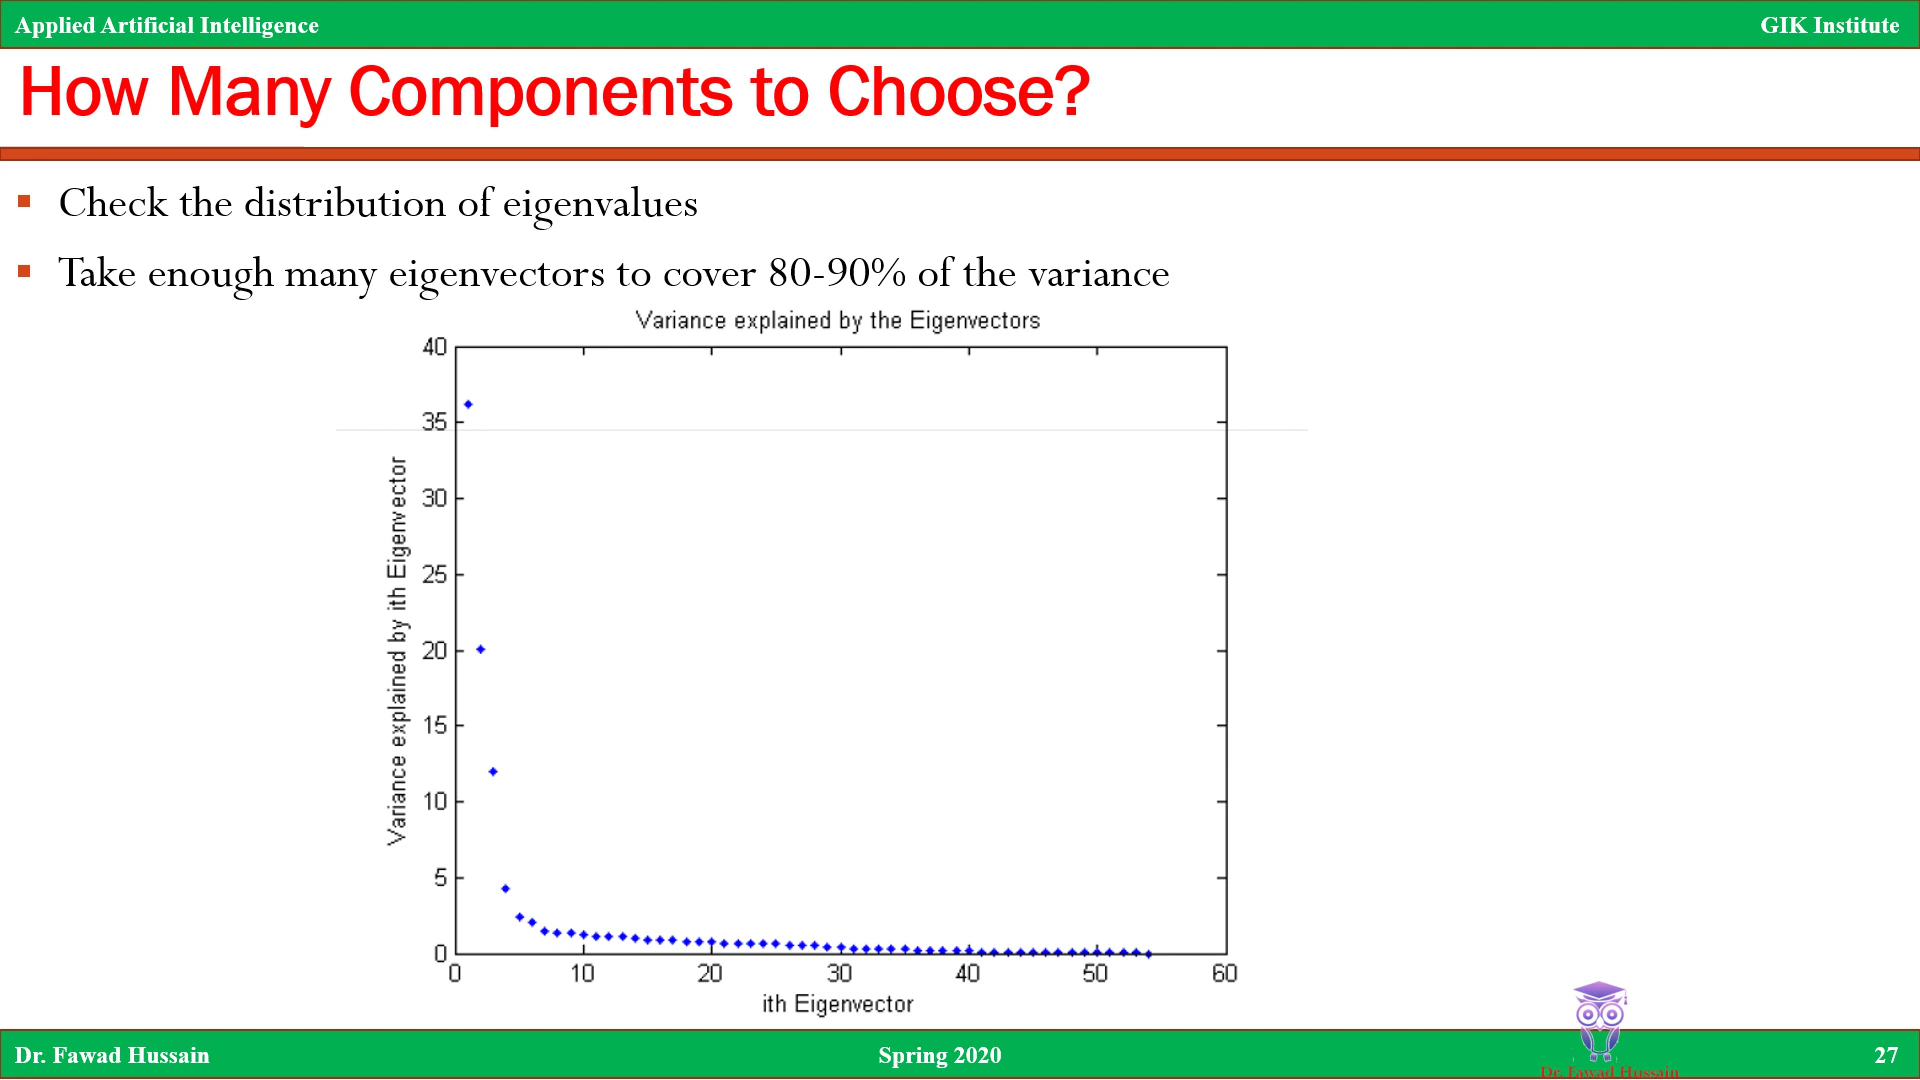 Applied Artificial Intelligence
GIK Institute
How Many Components to Choose?
▪ Check the distribution of eigenvalues
▪ Take enough many eigenvectors to cover 80-90% of the variance
Variance explained by the Eigenvectors
40
35
30
25
20
15
10
5
0
Variance explained by ith Eigenvector
0 10 20 30 40 50 60
ith Eigenvector
Dr. Fawad Hussain
Spring 2020
Dr. Fawad Hussain
27